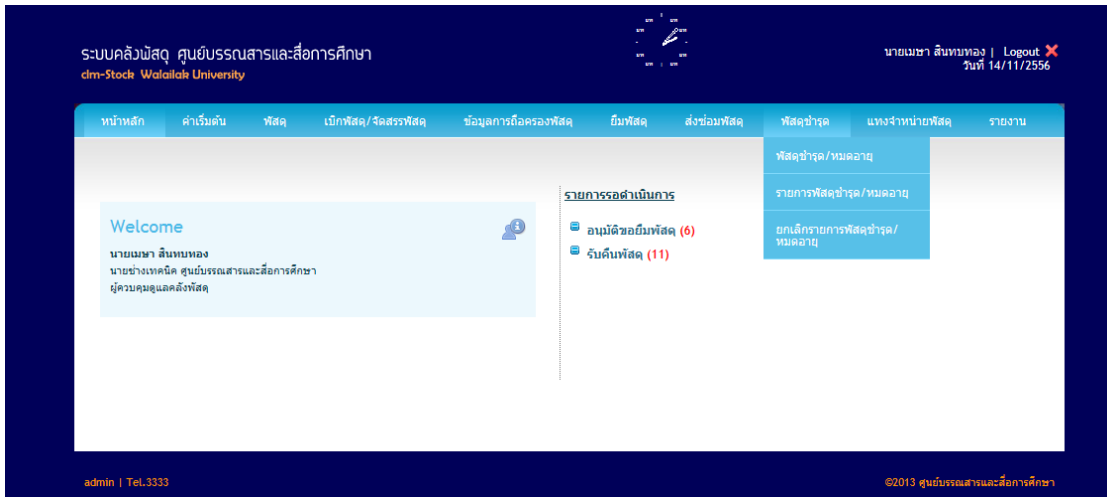 ระบบคลังพัสดุ ศูนย์บรรณสารและสื่อการศึกษา
clm-Stock Walailak University
นายเมษา สินทบทอง | Logout
วันที่ 14/11/2556
หน้าหลัก ค่าเริ่มต้น พัสดุ เบิกพัสดุ/จัดสรรพัสดุ ข้อมูลการถือครองพัสดุ ยืมพัสดุ ส่งซ่อมพัสดุ พัสดุชำรุด แทงจำหน่ายพัสดุ รายงาน
พัสดุชำรุด/หมดอายุ
รายการพัสดุชำรุด/หมดอายุ
ยกเลิกรายการพัสดุชำรุด/
หมดอายุ
Welcome
นายเมษา สินทบทอง
นายช่างเทคนิค ศูนย์บรรณสารและสื่อการศึกษา
ผู้ควบคุมดูแลคลังพัสดุ
รายการรอดำเนินการ
อนุมัติขอยืมพัสดุ (6)
รับคืนพัสดุ (11)
admin | Tel.3333
©2013 ศูนย์บรรณสารและสื่อการศึกษา